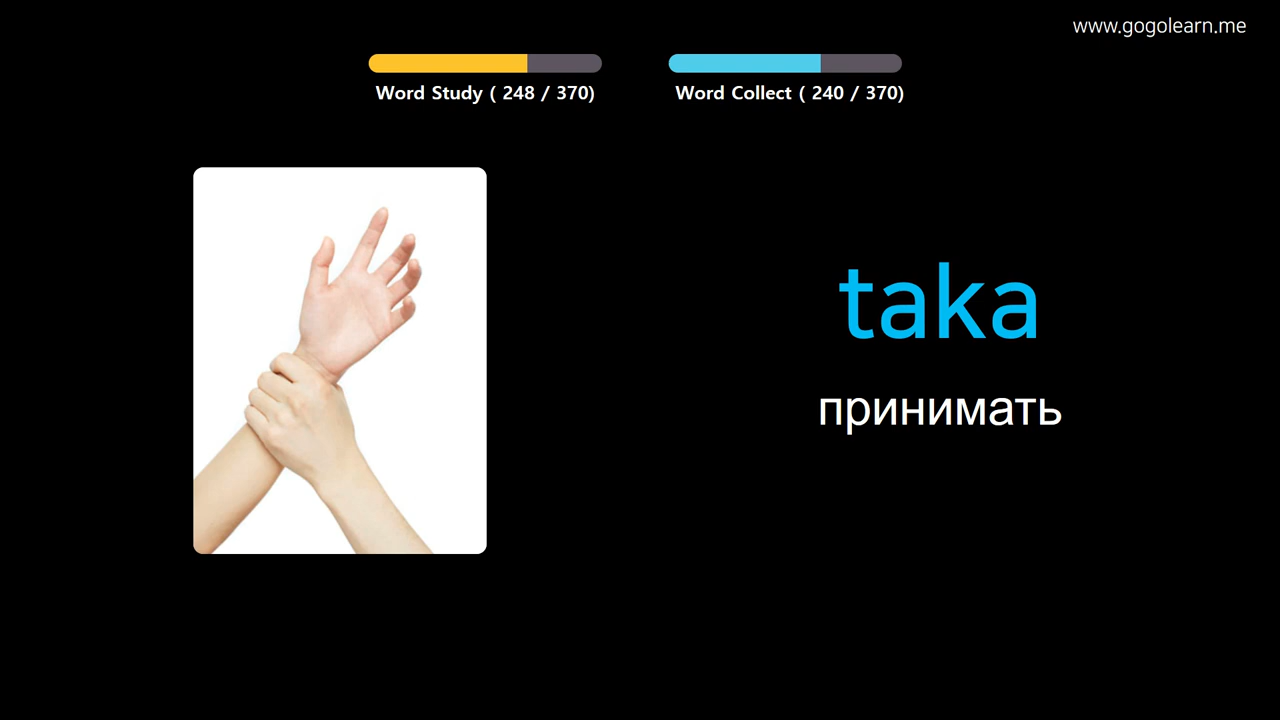 www.gogolearn.me
Word Study ( 248 / 370)
Word Collect ( 240 / 370)
taka
принимать